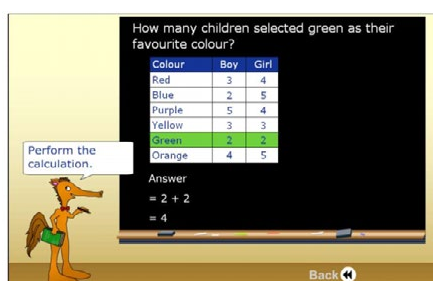 How many children selected green as their
favourite colour?
Colour Boy Girl
Red 3 4
Blue 2 5
Purple 5 4
Yellow 3 3
Green 2 2
Orange 4 5
Perform the
calculation.
Answer
= 2 + 2
= 4
Back